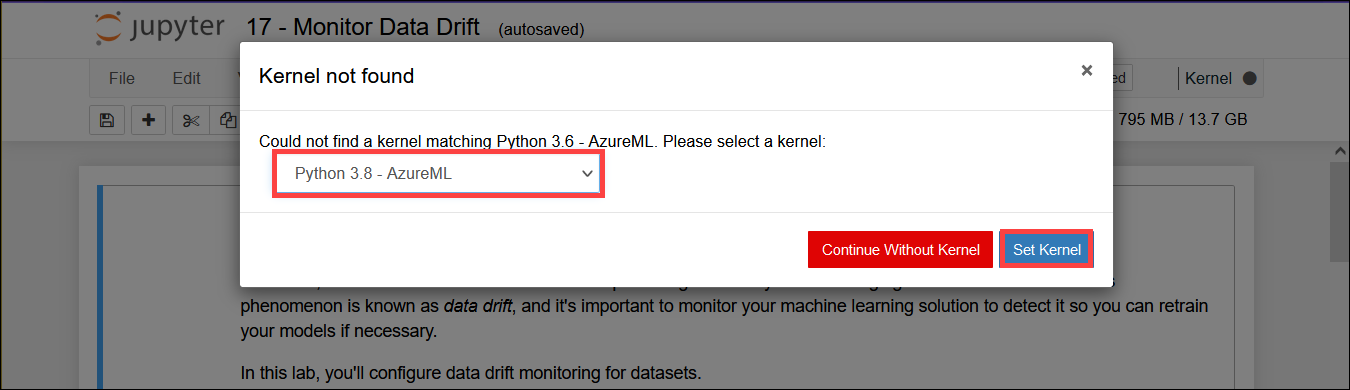 jupyter 17 - Monitor Data Drift (autosaved)
Kernel not found
×
File Edit Kernel
795 MB / 13.7 GB
Could not find a kernel matching Python 3.6 - AzureML. Please select a kernel:
Python 3.8 - AzureML
Continue Without Kernel Set Kernel
phenomenon is known as data drift, and it's important to monitor your machine learning solution to detect it so you can retrain
your models if necessary.
In this lab, you'll configure data drift monitoring for datasets.